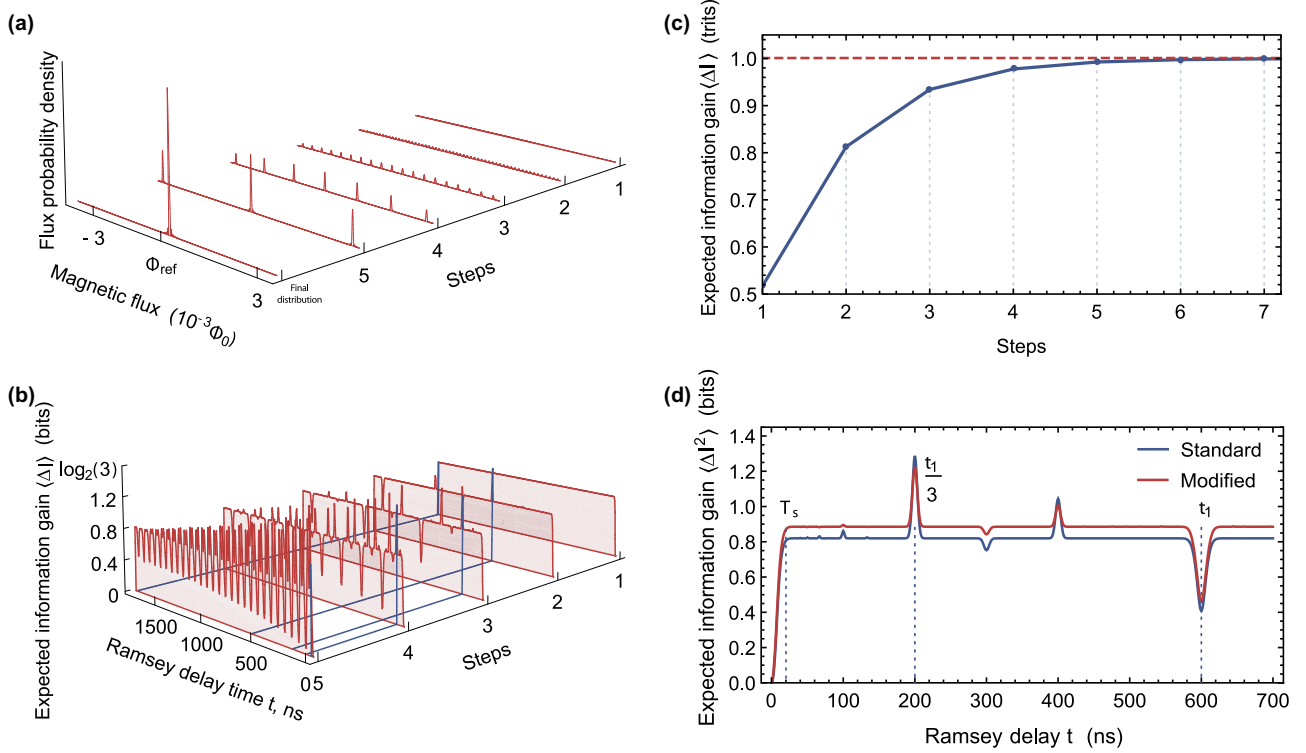 (a)
Flux probability density
- 3
Φref
3
Magnetic flux (10⁻³Φ₀)
Final
distribution
5
4
3
2
1
Steps
(b)
Expected information gain ⟨ΔI⟩ (bits)
log₂(3)
1.2
0.8
0.4
0
1500
1000
500
0
Ramsey delay time t, ns
5
4
3
2
1
Steps
(c)
Expected information gain ⟨ΔI⟩ (trits)
1.0
0.9
0.8
0.7
0.6
0.5
1 2 3 4 5 6 7
Steps
(d)
Expected information gain ⟨ΔI²⟩ (bits)
1.4
1.2
1.0
0.8
0.6
0.4
0.2
0.0
Standard
Modified
Ts
t₁
3
t₁
0 100 200 300 400 500 600 700
Ramsey delay t (ns)